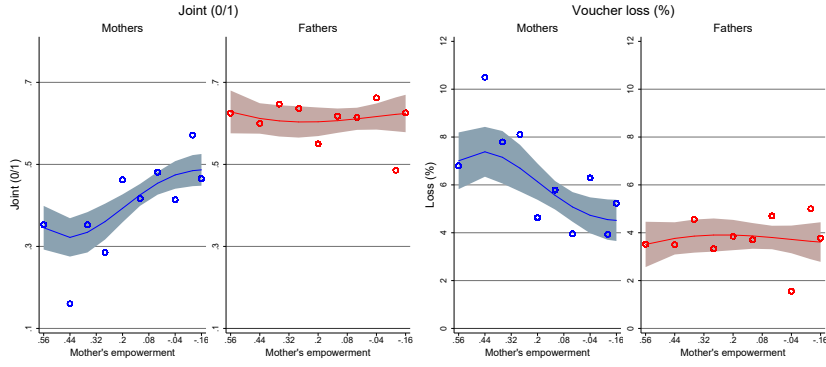 Joint (0/1)
Voucher loss (%)
Mothers
Fathers
Mothers
Fathers
Joint (0/1)
.1 .3 .5 .7
.1 .3 .5 .7
Loss (%)
0 2 4 6 8 10 12
0 2 4 6 8 10 12
.56 .44 .32 .2 .08 -.04 -.16
.56 .44 .32 .2 .08 -.04 -.16
.56 .44 .32 .2 .08 -.04 -.16
.56 .44 .32 .2 .08 -.04 -.16
Mother's empowerment
Mother's empowerment
Mother's empowerment
Mother's empowerment